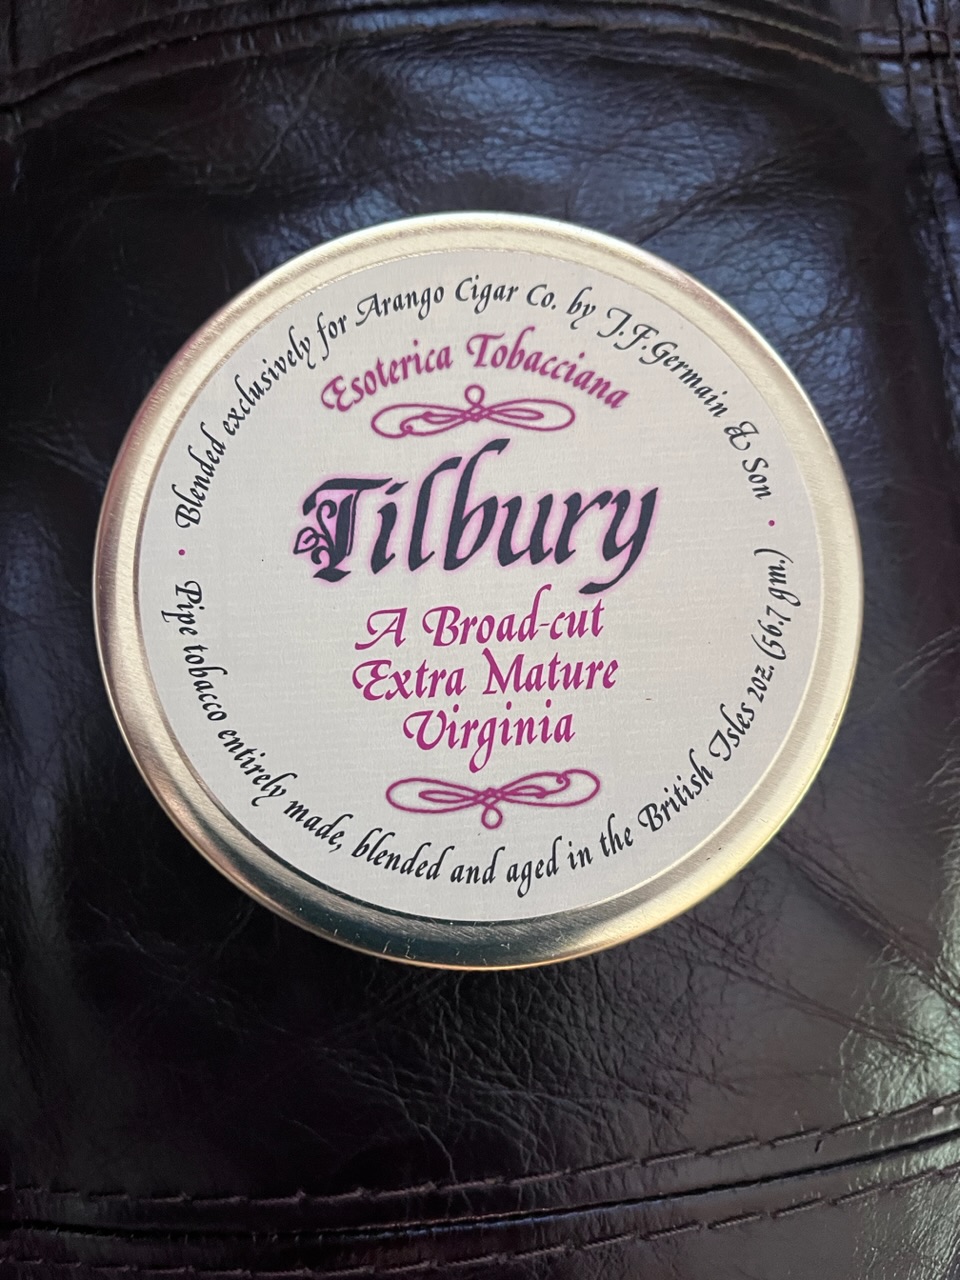 Blended exclusively for Arango Cigar Co. by J.F.Germain & Son
Esoterica Tobacciana
Tilbury
A Broad-cut
Extra Mature
Virginia
Pipe tobacco entirely made, blended and aged in the British Isles 2oz. (56.7 gm.)